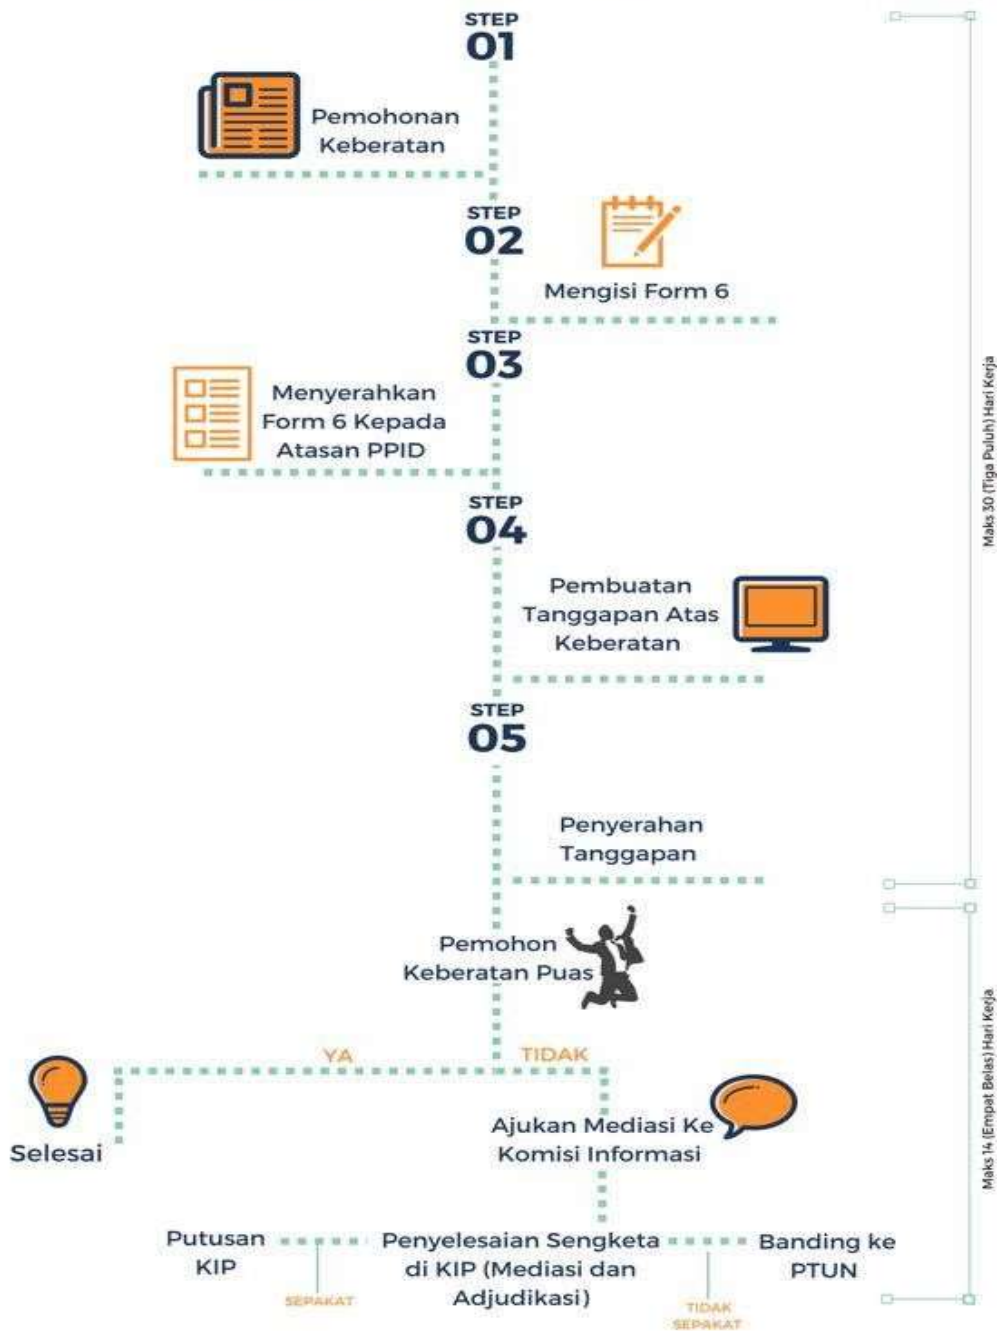 STEP
01
Pemohonan
Keberatan
STEP
02
Mengisi Form 6
STEP
03
Menyerahkan
Form 6 Kepada
Atasan PPID
STEP
04
Pembuatan
Tanggapan Atas
Keberatan
STEP
05
Penyerahan
Tanggapan
Maks 30 (Tiga Puluh) Hari Kerja
Pemohon
Keberatan Puas
YA
TIDAK
Selesai
Ajukan Mediasi Ke
Komisi Informasi
Putusan
KIP
SEPAKAT
Penyelesaian Sengketa
di KIP (Mediasi dan
Adjudikasi)
TIDAK
SEPAKAT
Banding ke
PTUN
Maks 14 (Empat Belas) Hari Kerja